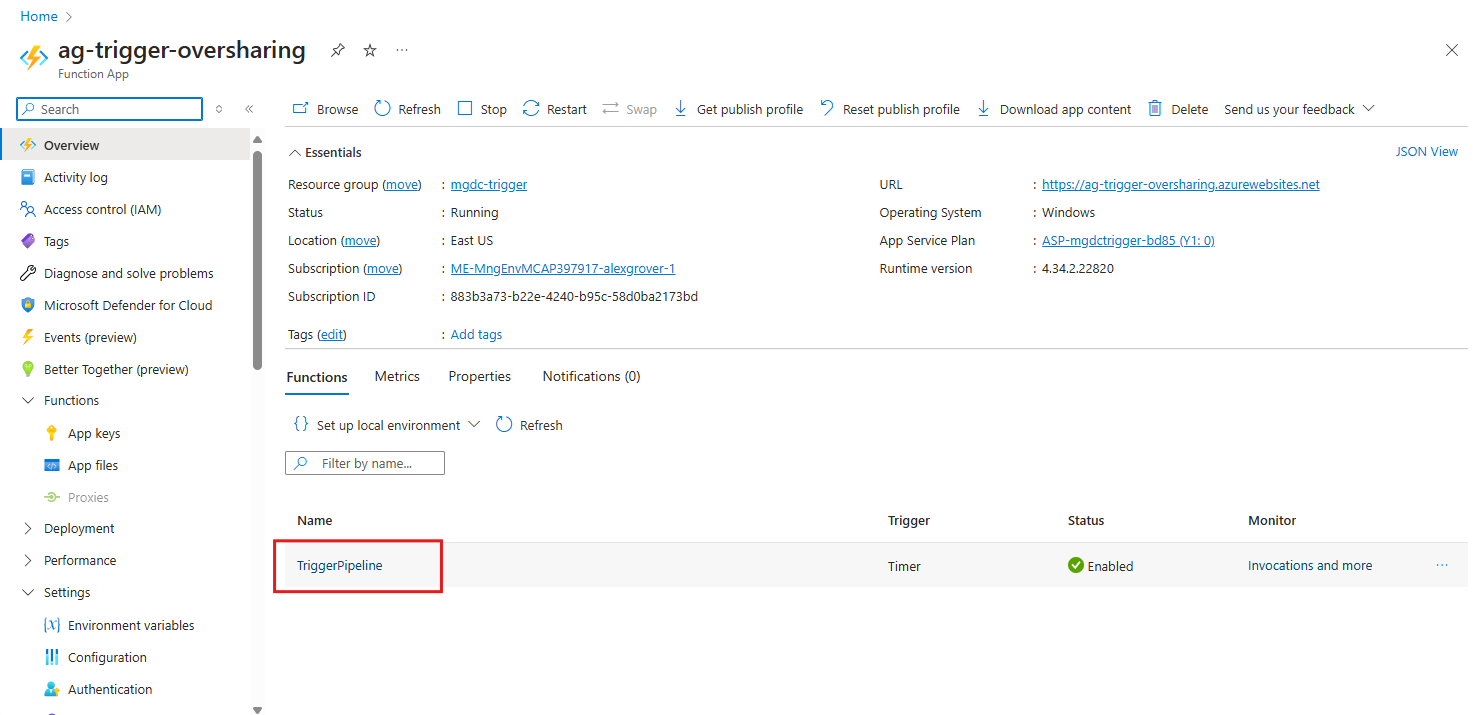 Home
ag-trigger-oversharing
Function App
Search
Overview
Activity log
Access control (IAM)
Tags
Diagnose and solve problems
Microsoft Defender for Cloud
Events (preview)
Better Together (preview)
Functions
App keys
App files
Proxies
Deployment
Performance
Settings
Environment variables
Configuration
Authentication
Browse Refresh Stop Restart Swap Get publish profile Reset publish profile Download app content Delete Send us your feedback
Essentials JSON View
Resource group (move) : mgdc-trigger
Status : Running
Location (move) : East US
Subscription (move) : ME-MngEnvMCAP397917-alexgrover-1
Subscription ID : 883b3a73-b22e-4240-b95c-58d0ba2173bd
Tags (edit) : Add tags
URL : https://ag-trigger-oversharing.azurewebsites.net
Operating System : Windows
App Service Plan : ASP-mgdctrigger-bd85 (Y1: 0)
Runtime version : 4.34.2.22820
Functions Metrics Properties Notifications (0)
Set up local environment Refresh
Filter by name...
Name Trigger Status Monitor
TriggerPipeline Timer Enabled Invocations and more